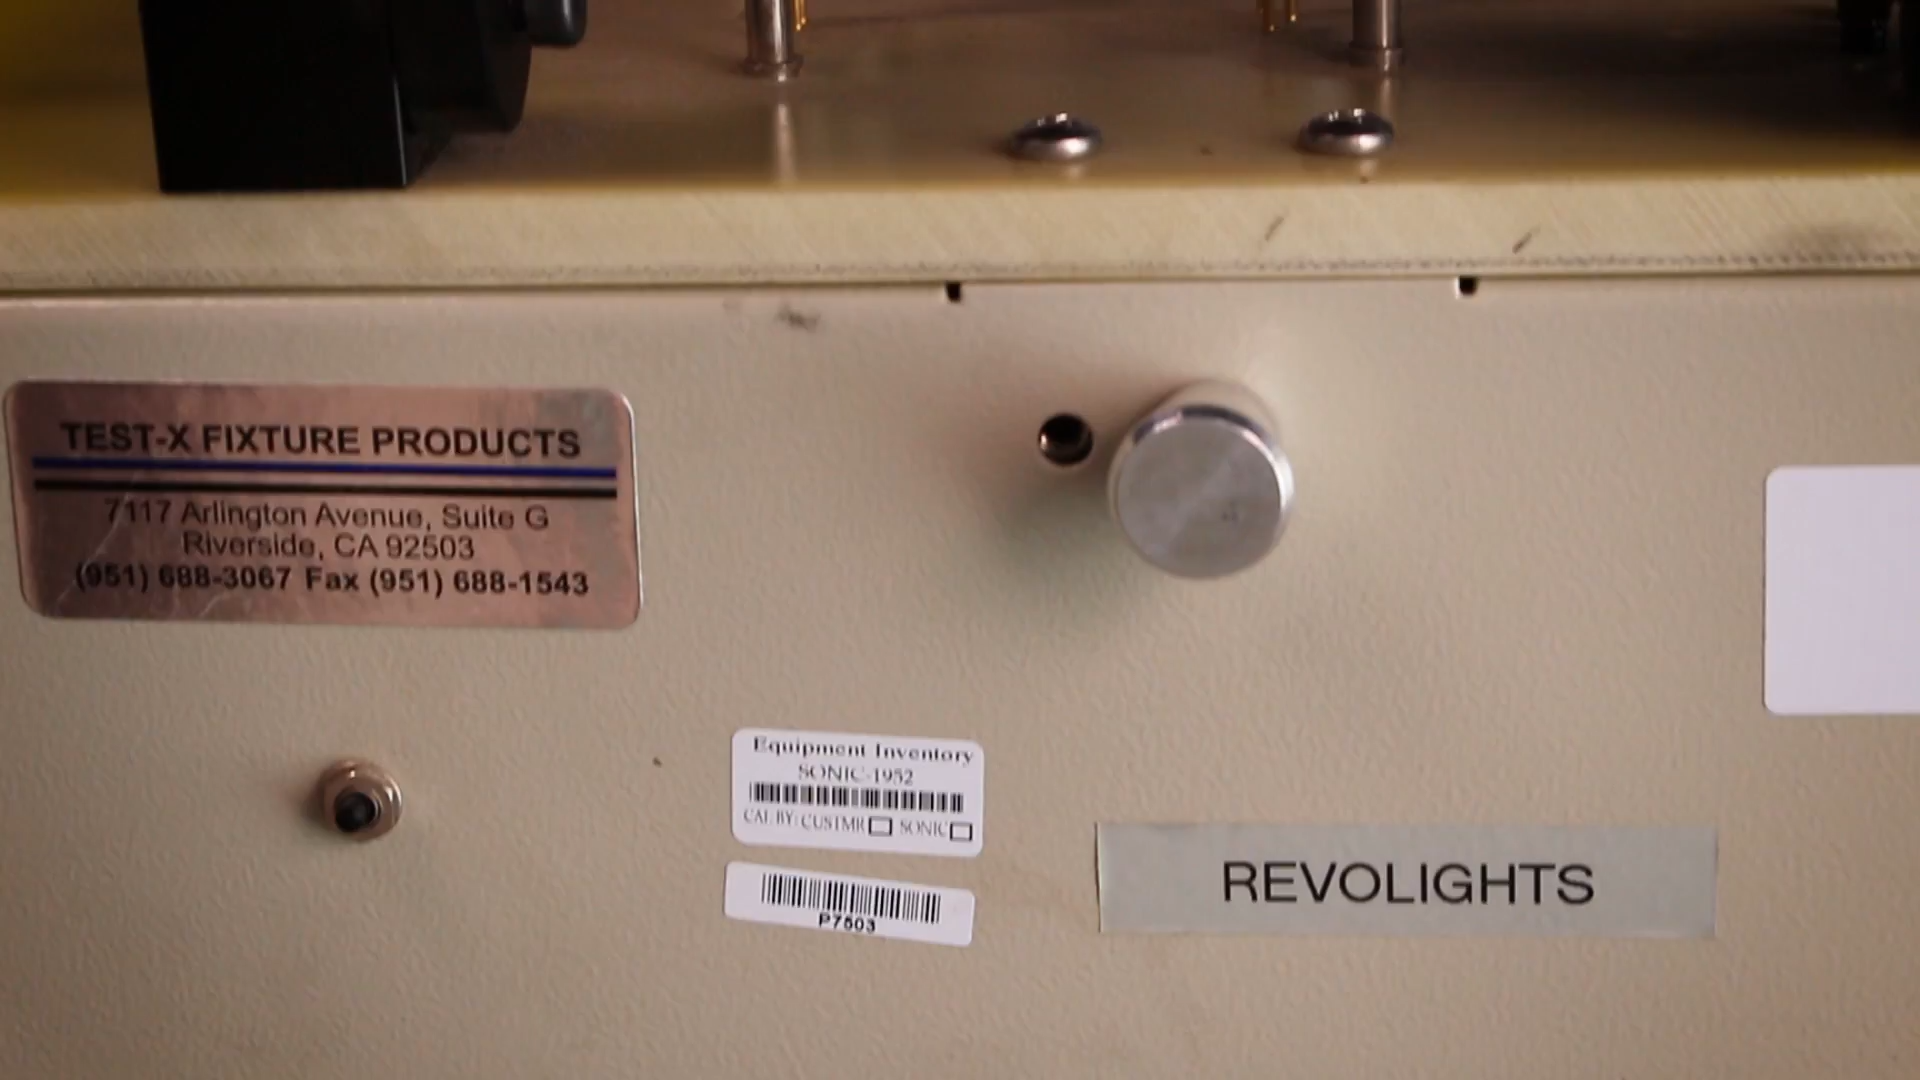 TEST-X FIXTURE PRODUCTS
7117 Arlington Avenue, Suite G
Riverside, CA 92503
(951) 688-3067 Fax (951) 688-1543
Equipment Inventory
SONIC-1952
CAL BY: CUSTMR SONIC
P7503
REVOLIGHTS